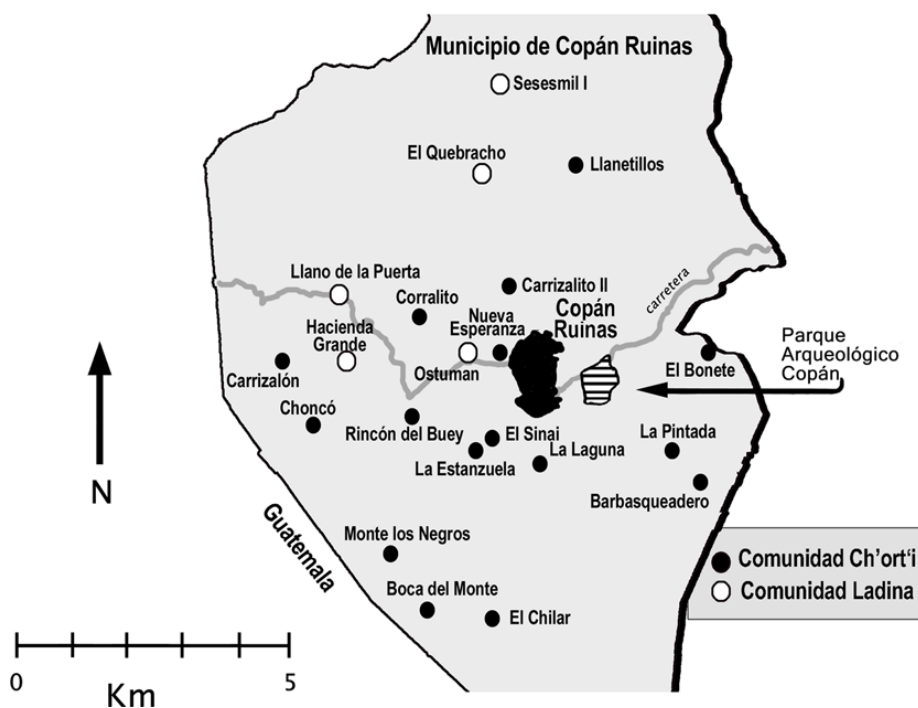 Municipio de Copán Ruinas
Sesesmil I
El Quebracho
Llanetillos
carretera
Llano de la Puerta
Carrizalito II
Corralito
Nueva
Esperanza
Copán
Ruinas
Hacienda
Grande
Parque
Arqueológico
Copán
Ostuman
El Bonete
Carrizalón
Choncó
Rincón del Buey
El Sinai
La Pintada
La Laguna
La Estanzuela
Barbasqueadero
N
Guatemala
Monte los Negros
Boca del Monte
El Chilar
Comunidad Ch'ort'i
Comunidad Ladina
0 5
Km